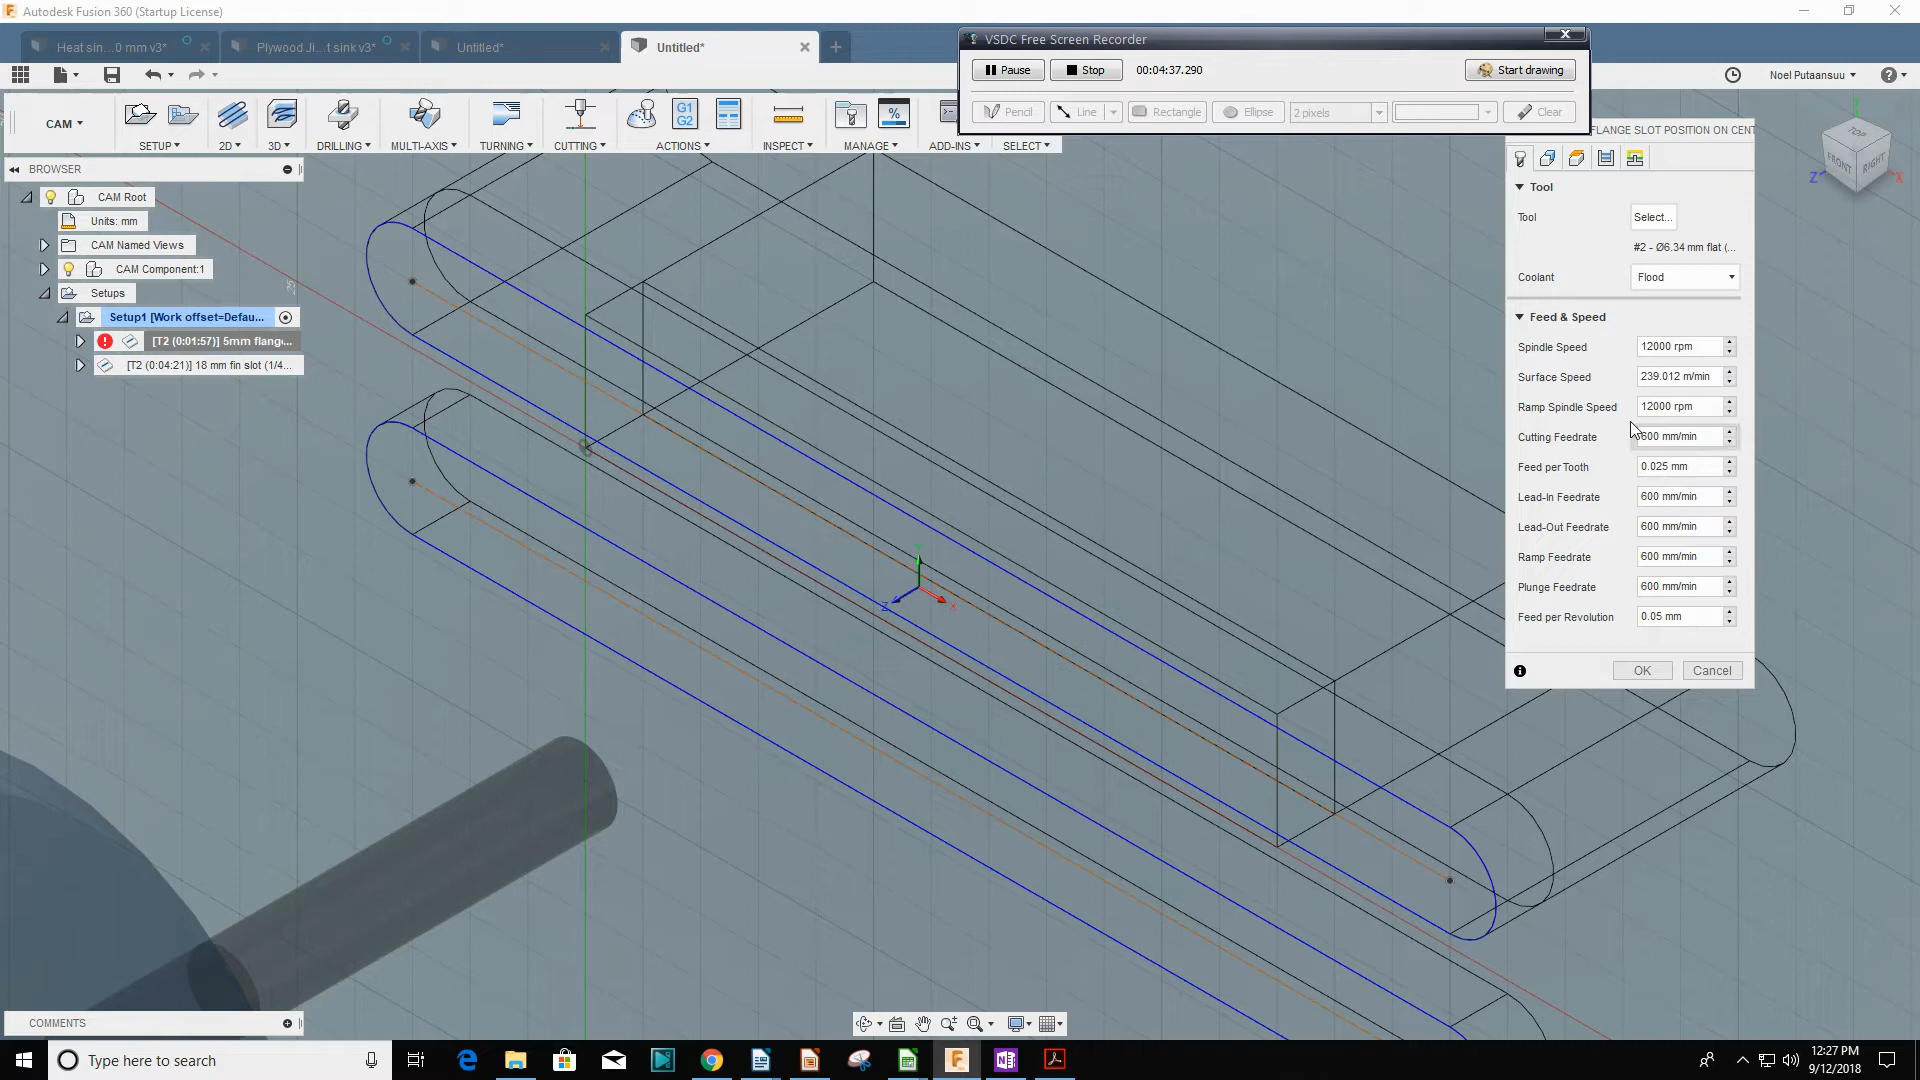 Autodesk Fusion 360 (Startup License)
Heat sin...0 mm v3*
Plywood Ji...t sink v3*
Untitled*
Untitled*
VSDC Free Screen Recorder
Pause
Stop
00:04:37.290
Start drawing
Pencil
Line
Rectangle
Ellipse
2 pixels
Clear
Noel Putaansuu
CAM
SETUP
2D
3D
DRILLING
MULTI-AXIS
TURNING
CUTTING
G1
G2
ACTIONS
INSPECT
%
MANAGE
ADD-INS
SELECT
BROWSER
CAM Root
Units: mm
CAM Named Views
CAM Component:1
Setups
Setup1 [Work offset=Defau...
[T2 (0:01:57)] 5mm flang...
[T2 (0:04:21)] 18 mm fin slot (1/4...
FLANGE SLOT POSITION ON CENT
Tool
Tool
Select...
#2 - Ø6.34 mm flat (...
Coolant
Flood
Feed & Speed
Spindle Speed
12000 rpm
Surface Speed
239.012 m/min
Ramp Spindle Speed
12000 rpm
Cutting Feedrate
600 mm/min
Feed per Tooth
0.025 mm
Lead-In Feedrate
600 mm/min
Lead-Out Feedrate
600 mm/min
Ramp Feedrate
600 mm/min
Plunge Feedrate
600 mm/min
Feed per Revolution
0.05 mm
OK
Cancel
TOP
FRONT
RIGHT
Y
Z
X
Z
X
COMMENTS
Type here to search
12:27 PM
9/12/2018